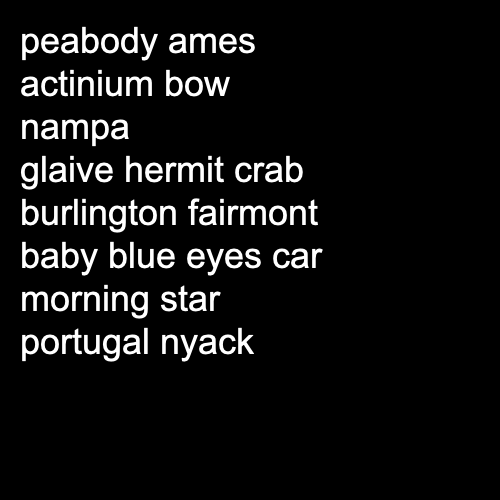 peabody ames
actinium bow
nampa
glaive hermit crab
burlington fairmont
baby blue eyes car
morning star
portugal nyack